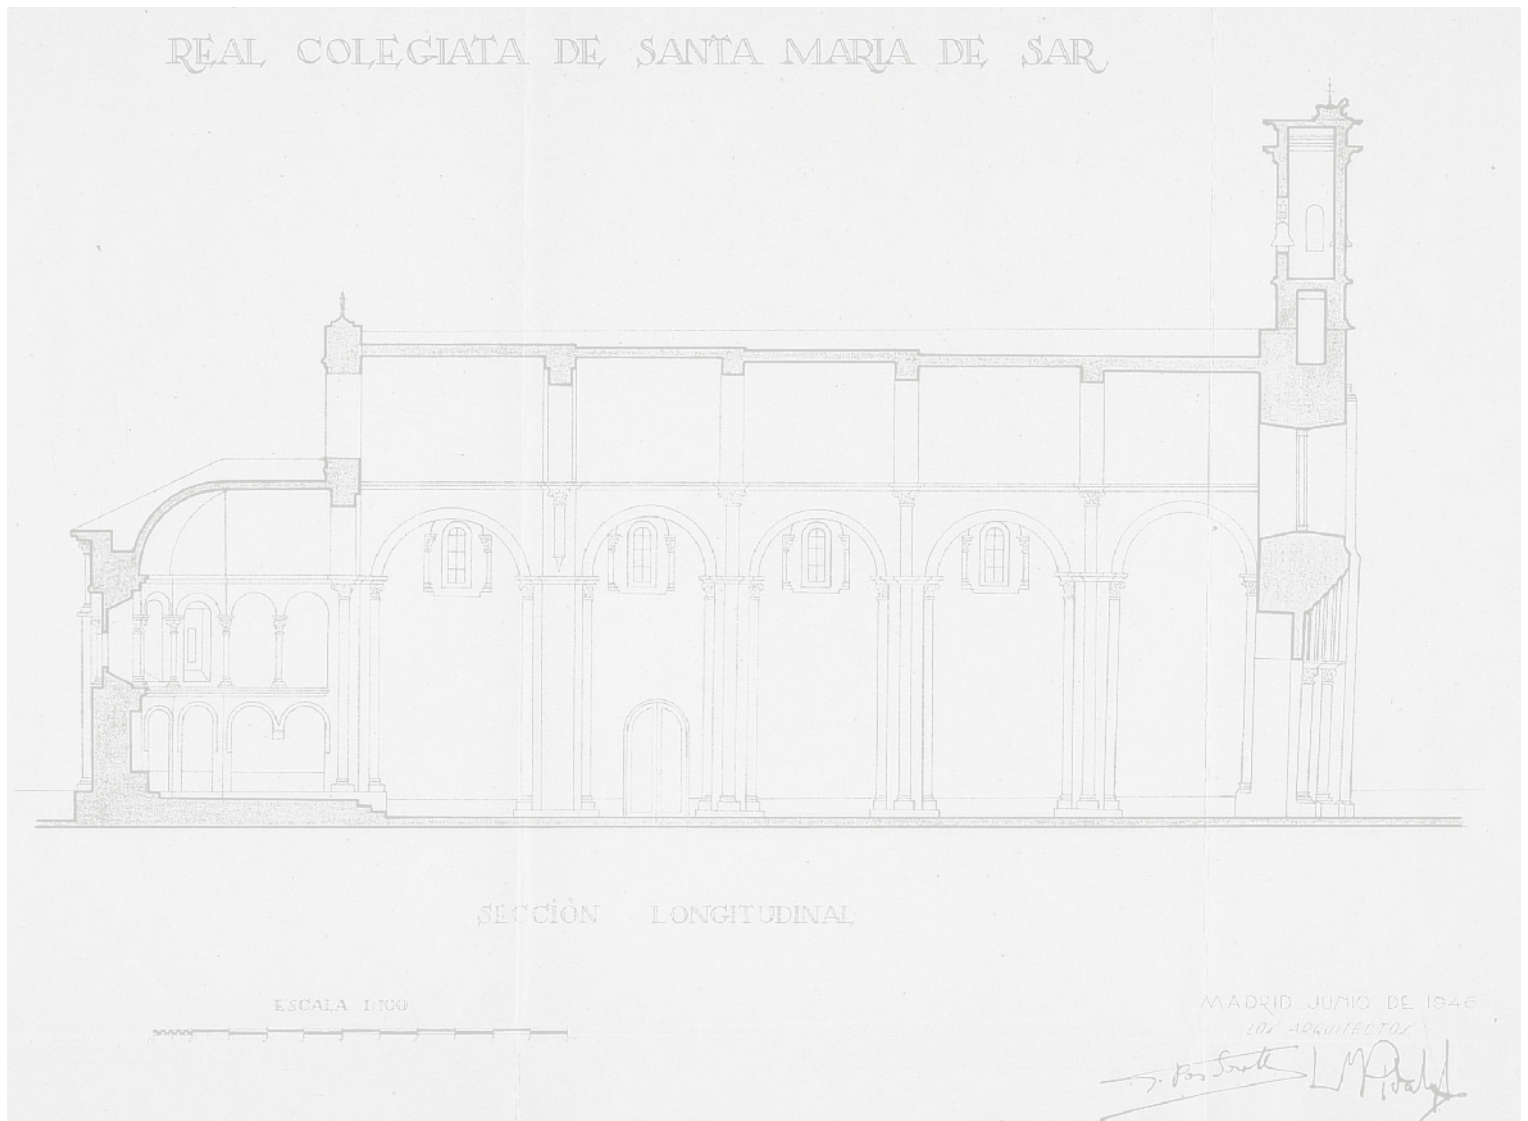 REAL COLEGIATA DE SANTA MARIA DE SAR
SECCIÓN LONGITUDINAL
ESCALA 1:100
MADRID JUNIO DE 1946
LOS ARQUITECTOS